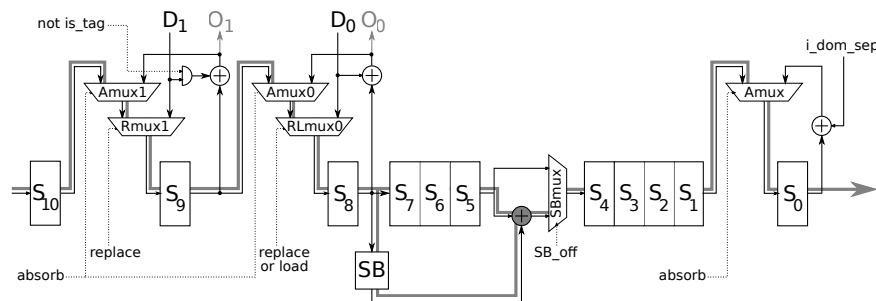 D1 O1 D0 O0
not is_tag
i_dom_sep
Amux1 Amux0 Amux
Rmux1 RLmux0
SBmux
S10 S9 S8 S7 S6 S5 S4 S3 S2 S1 S0
replace
replace
or load
SB_off
absorb
absorb
SB